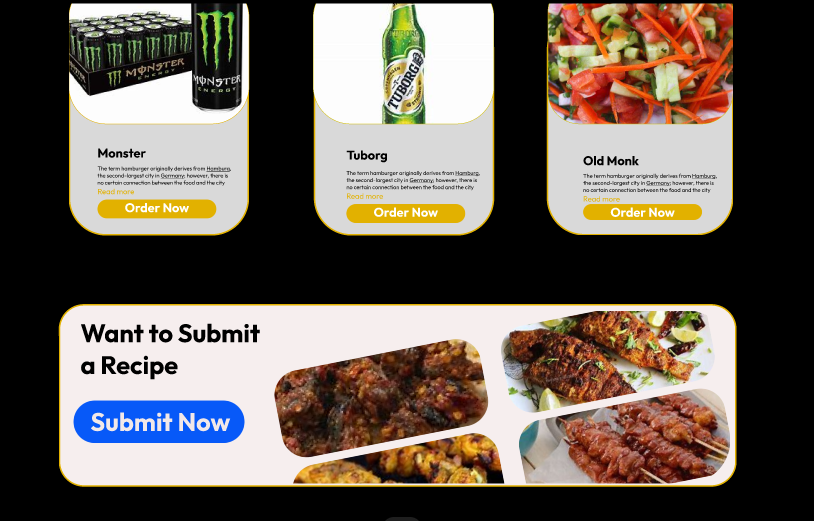 MONSTER
ENERGY
MONSTER
ENERGY
TUBORG
Monster
The term hamburger originally derives from Hamburg,
the second-largest city in Germany; however, there is
no certain connection between the food and the city
Read more
Order Now
Tuborg
The term hamburger originally derives from Hamburg,
the second-largest city in Germany; however, there is
no certain connection between the food and the city
Read more
Order Now
Old Monk
The term hamburger originally derives from Hamburg,
the second-largest city in Germany; however, there is
no certain connection between the food and the city
Read more
Order Now
Want to Submit
a Recipe
Submit Now